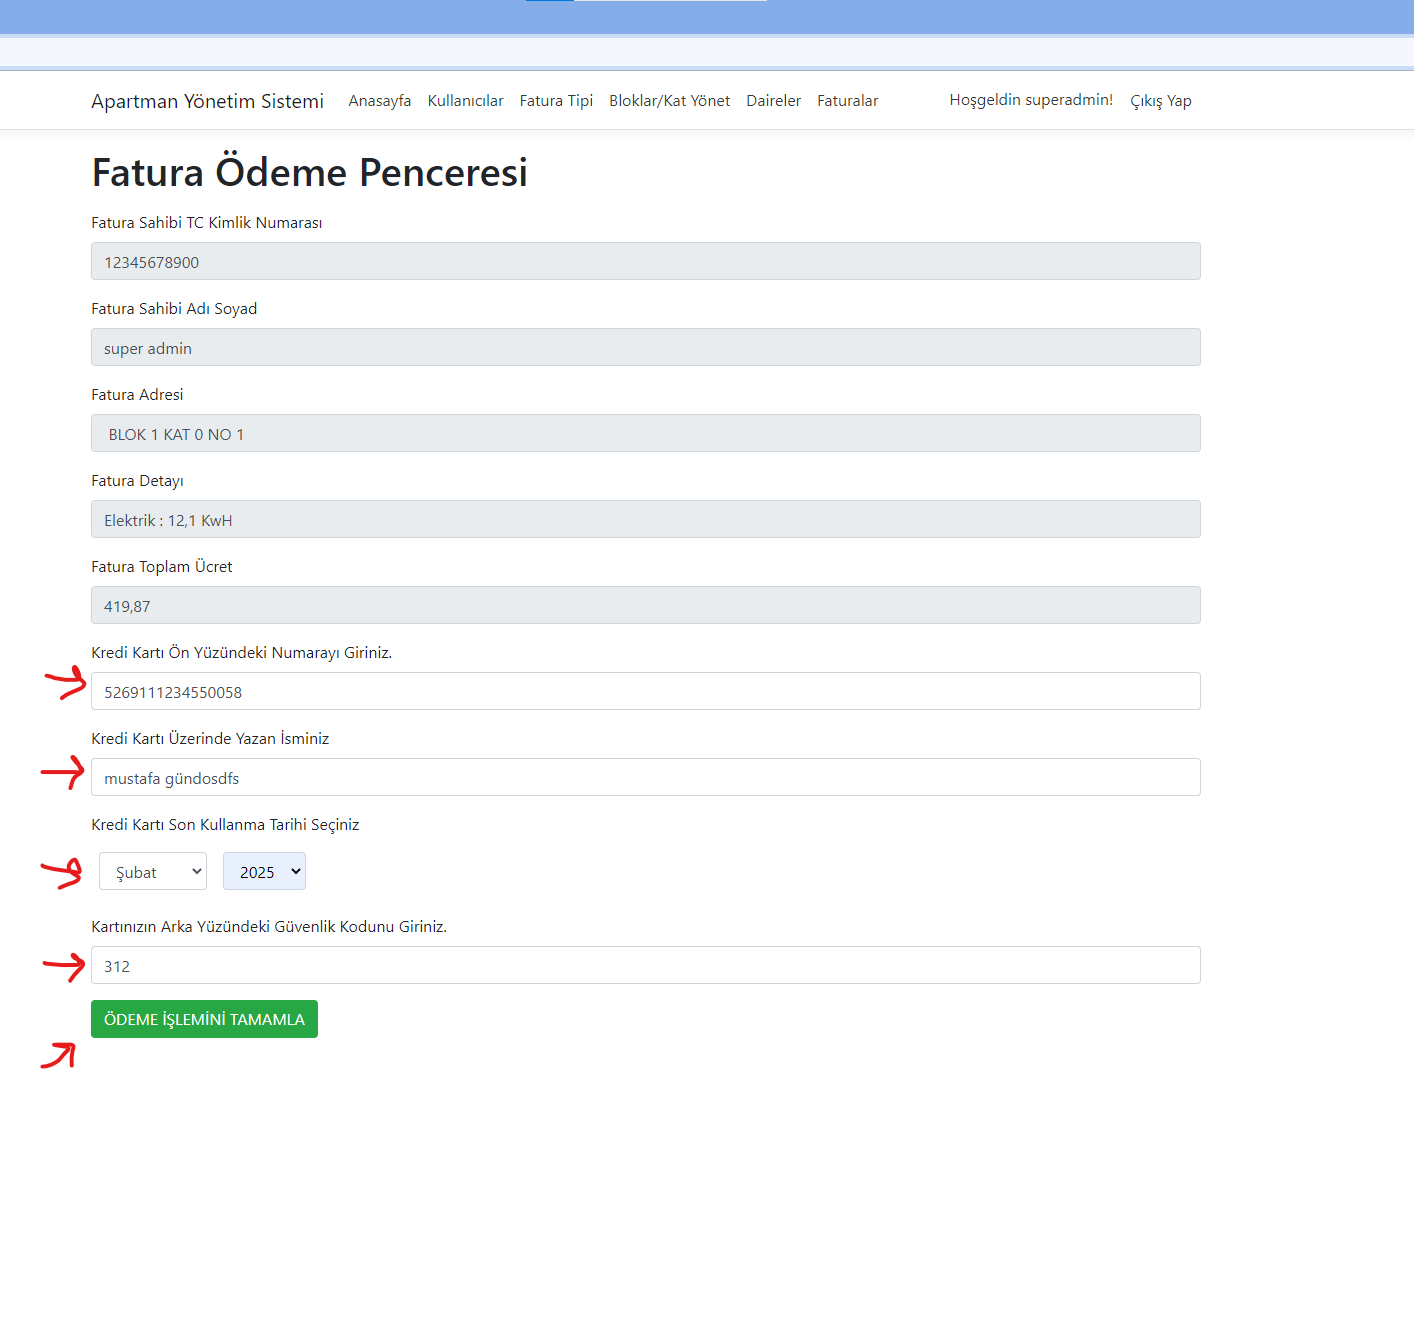 Apartman Yönetim Sistemi Anasayfa Kullanıcılar Fatura Tipi Bloklar/Kat Yönet Daireler Faturalar Hoşgeldin superadmin! Çıkış Yap
Fatura Ödeme Penceresi
Fatura Sahibi TC Kimlik Numarası
12345678900
Fatura Sahibi Adı Soyad
super admin
Fatura Adresi
BLOK 1 KAT 0 NO 1
Fatura Detayı
Elektrik : 12,1 KwH
Fatura Toplam Ücret
419,87
Kredi Kartı Ön Yüzündeki Numarayı Giriniz.
5269111234550058
Kredi Kartı Üzerinde Yazan İsminiz
mustafa gündosdfs
Kredi Kartı Son Kullanma Tarihi Seçiniz
Şubat 2025
Kartınızın Arka Yüzündeki Güvenlik Kodunu Giriniz.
312
ÖDEME İŞLEMİNİ TAMAMLA